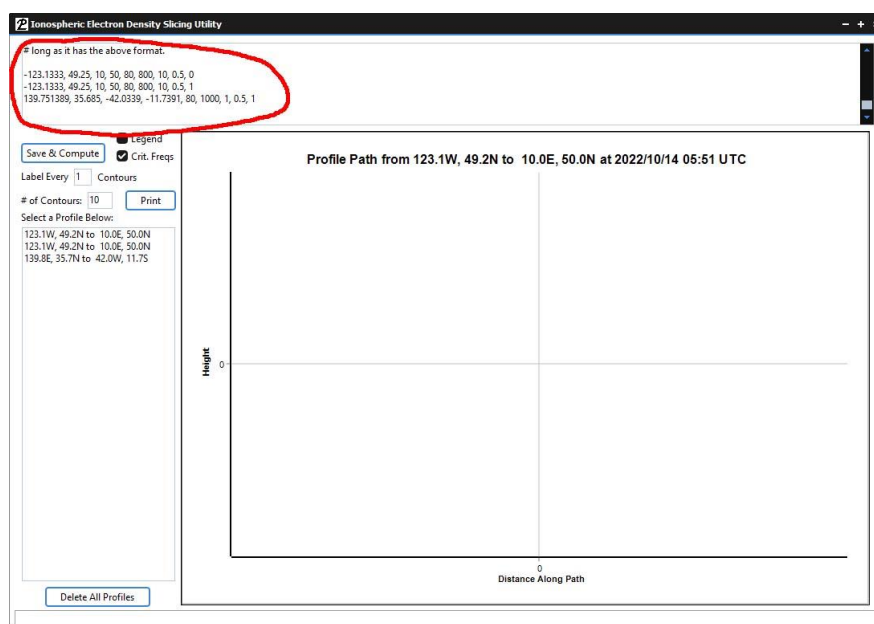 Ionospheric Electron Density Slicing Utility
# long as it has the above format.
-123.1333, 49.25, 10, 50, 80, 800, 10, 0.5, 0
-123.1333, 49.25, 10, 50, 80, 800, 10, 0.5, 1
139.751389, 35.685, -42.0339, -11.7391, 80, 1000, 1, 0.5, 1
Legend
Save & Compute
Crit. Freqs
Label Every 1 Contours
# of Contours: 10 Print
Select a Profile Below:
123.1W, 49.2N to 10.0E, 50.0N
123.1W, 49.2N to 10.0E, 50.0N
139.8E, 35.7N to 42.0W, 11.7S
Delete All Profiles
Profile Path from 123.1W, 49.2N to 10.0E, 50.0N at 2022/10/14 05:51 UTC
Height
0
0
Distance Along Path